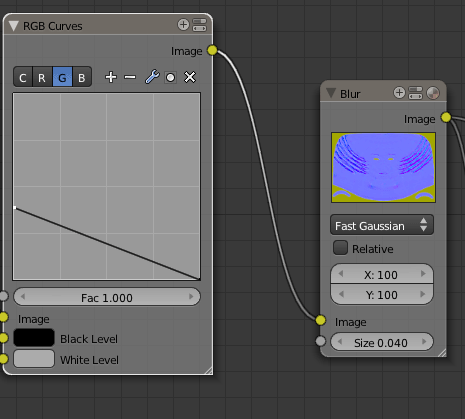 RGB Curves
Image
C R G B
Fac 1.000
Image
Black Level
White Level
Blur
Image
Fast Gaussian
Relative
X: 100
Y: 100
Image
Size 0.040